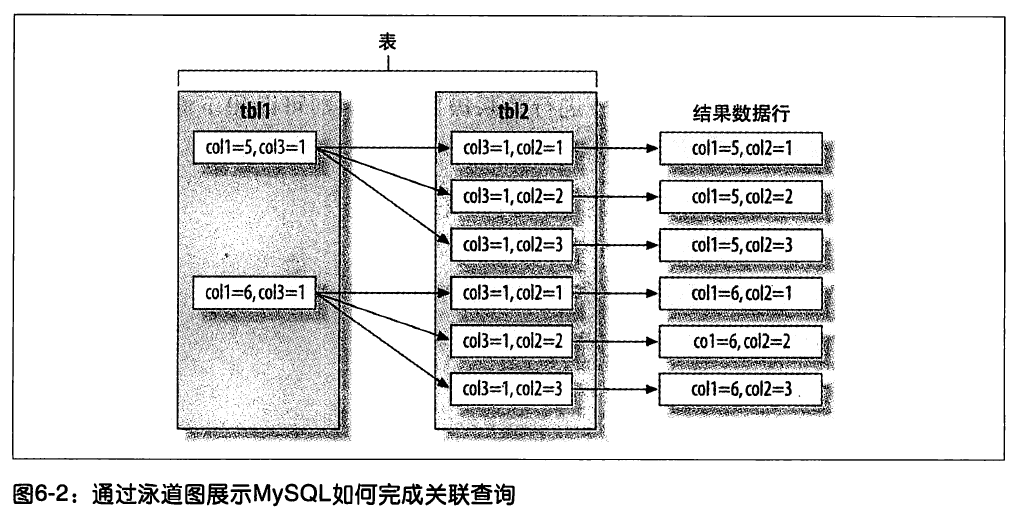 表
tbl1
tbl2
结果数据行
col1=5,col3=1
col3=1,col2=1
col1=5,col2=1
col3=1,col2=2
col1=5,col2=2
col3=1,col2=3
col1=5,col2=3
col1=6,col3=1
col3=1,col2=1
col1=6,col2=1
col3=1,col2=2
co1=6,col2=2
col3=1,col2=3
col1=6,col2=3
图6-2：通过泳道图展示MySQL如何完成关联查询